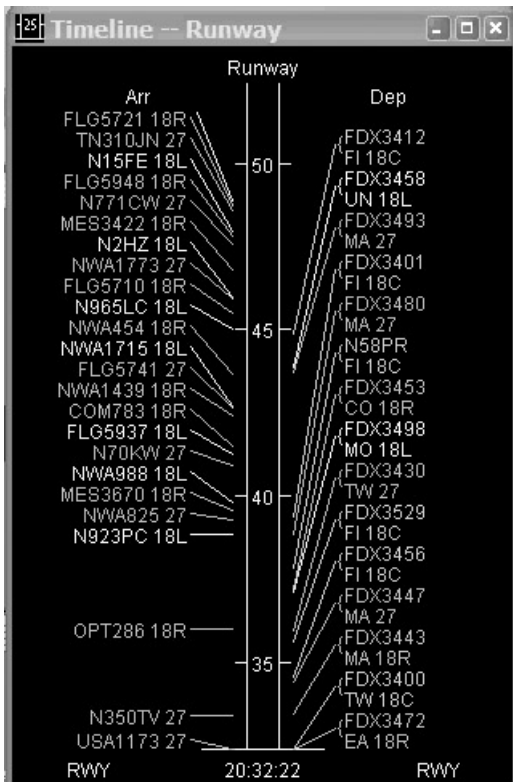 25 Timeline -- Runway
Runway
Arr
Dep
FLG5721 18R
TN310JN 27
N15FE 18L
FLG5948 18R
N771CW 27
MES3422 18R
N2HZ 18L
NWA1773 27
FLG5710 18R
N965LC 18L
NWA454 18R
NWA1715 18L
FLG5741 27
NWA1439 18R
COM783 18R
FLG5937 18L
N70KW 27
NWA988 18L
MES3670 18R
NWA825 27
N923PC 18L
OPT286 18R
N350TV 27
USA1173 27
50
45
40
35
FDX3412
FI 18C
FDX3458
UN 18L
FDX3493
MA 27
FDX3401
FI 18C
FDX3480
MA 27
N58PR
FI 18C
FDX3453
CO 18R
FDX3498
MO 18L
FDX3430
TW 27
FDX3529
FI 18C
FDX3456
FI 18C
FDX3447
MA 27
FDX3443
MA 18R
FDX3400
TW 18C
FDX3472
EA 18R
RWY
20:32:22
RWY